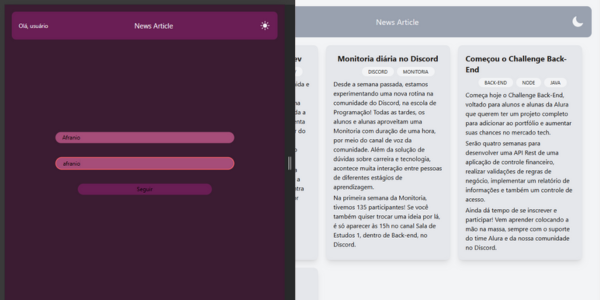 Olá, usuário
News Article
Afranio
afranio
Seguir
News Article
Monitoria diária no Discord
DISCORD
MONITORIA
Desde a semana passada, estamos
experimentando uma nova rotina na
comunidade do Discord, na escola de
Programação! Todas as tardes, os
alunos e alunas aproveitam uma
Monitoria com duração de uma hora,
por meio do canal de voz da
comunidade. Além da solução de
dúvidas sobre carreira e tecnologia,
acontece muita interação entre pessoas
de diferentes estágios de
aprendizagem.
Na primeira semana da Monitoria,
tivemos 135 participantes! Se você
também quiser trocar uma ideia por lá,
é só aparecer às 15h no canal Sala de
Estudos 1, dentro de Back-end, no
Discord.
Começou o Challenge Back-
End
BACK-END
NODE
JAVA
Começa hoje o Challenge Back-End,
voltado para alunos e alunas da Alura
que querem ter um projeto completo
para adicionar ao portfólio e aumentar
suas chances no mercado tech.
Serão quatro semanas para
desenvolver uma API Rest de uma
aplicação de controle financeiro,
realizar validações de regras de
negócio, implementar um relatório de
informações e também um controle de
acesso.
Ainda dá tempo de se inscrever e
participar! Vem aprender colocando a
mão na massa, sempre com o suporte
do time Alura e da nossa comunidade
no Discord.